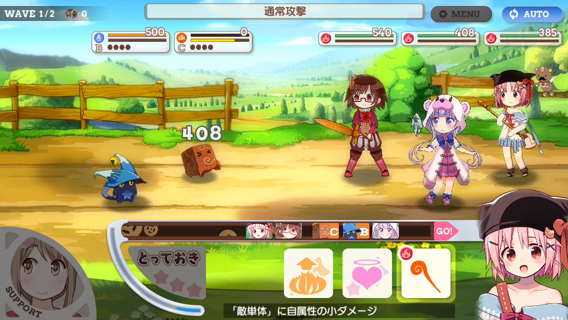 WAVE 1/2 0
通常攻撃
MENU
AUTO
B 500
C 0
540
408
385
408
C B GO!
とっておき
SUPPORT
「敵単体」に自属性の小ダメージ